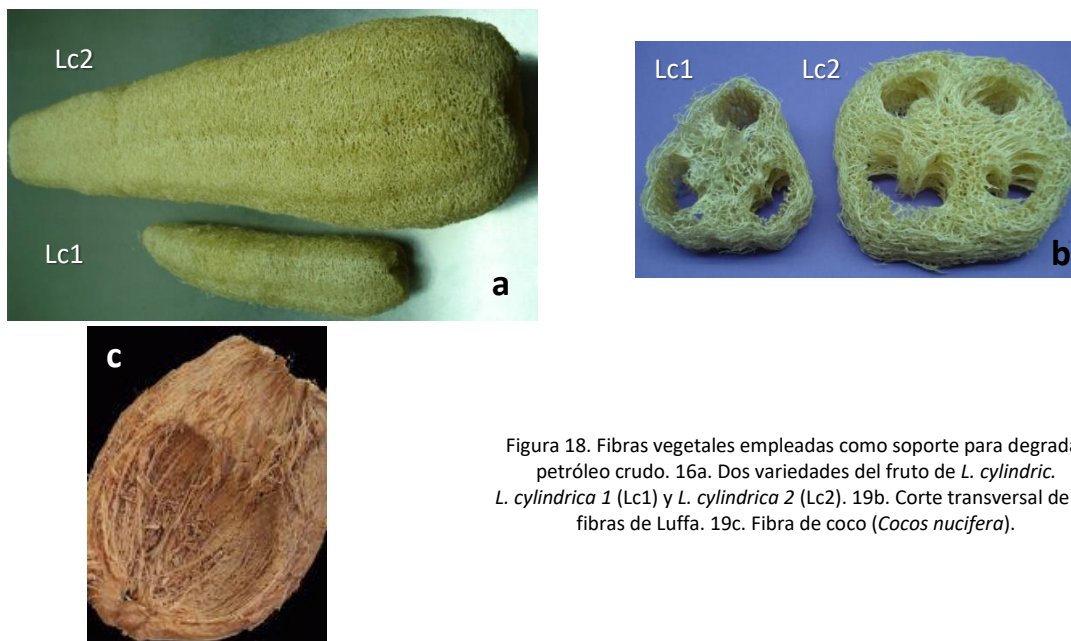 Lc2
Lc1
a
Lc1 Lc2
b
c
Figura 18. Fibras vegetales empleadas como soporte para
petróleo crudo. 16a. Dos variedades del fruto de L. cylindric.
L. cylindrica 1 (Lc1) y L. cylindrica 2 (Lc2). 19b. Corte transversal de
fibras de Luffa. 19c. Fibra de coco (Cocos nucifera).